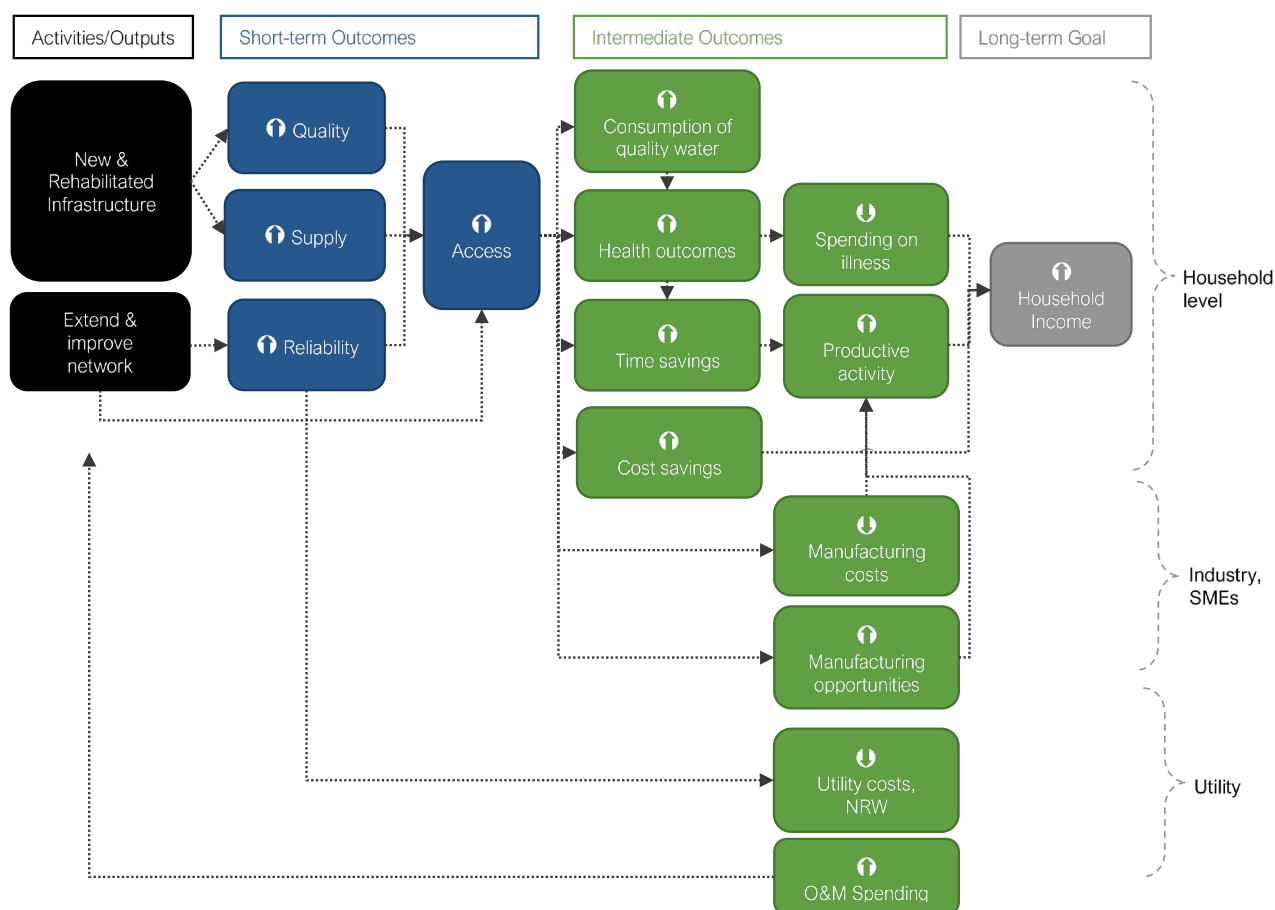 Activities/Outputs
Short-term Outcomes
Intermediate Outcomes
Long-term Goal
New &
Rehabilitated
Infrastructure
Extend &
improve
network
Quality
Supply
Reliability
Access
Consumption of
quality water
Health outcomes
Time savings
Cost savings
Spending on
illness
Productive
activity
Manufacturing
costs
Manufacturing
opportunities
Utility costs,
NRW
O&M Spending
Household
Income
Household
level
Industry,
SMEs
Utility